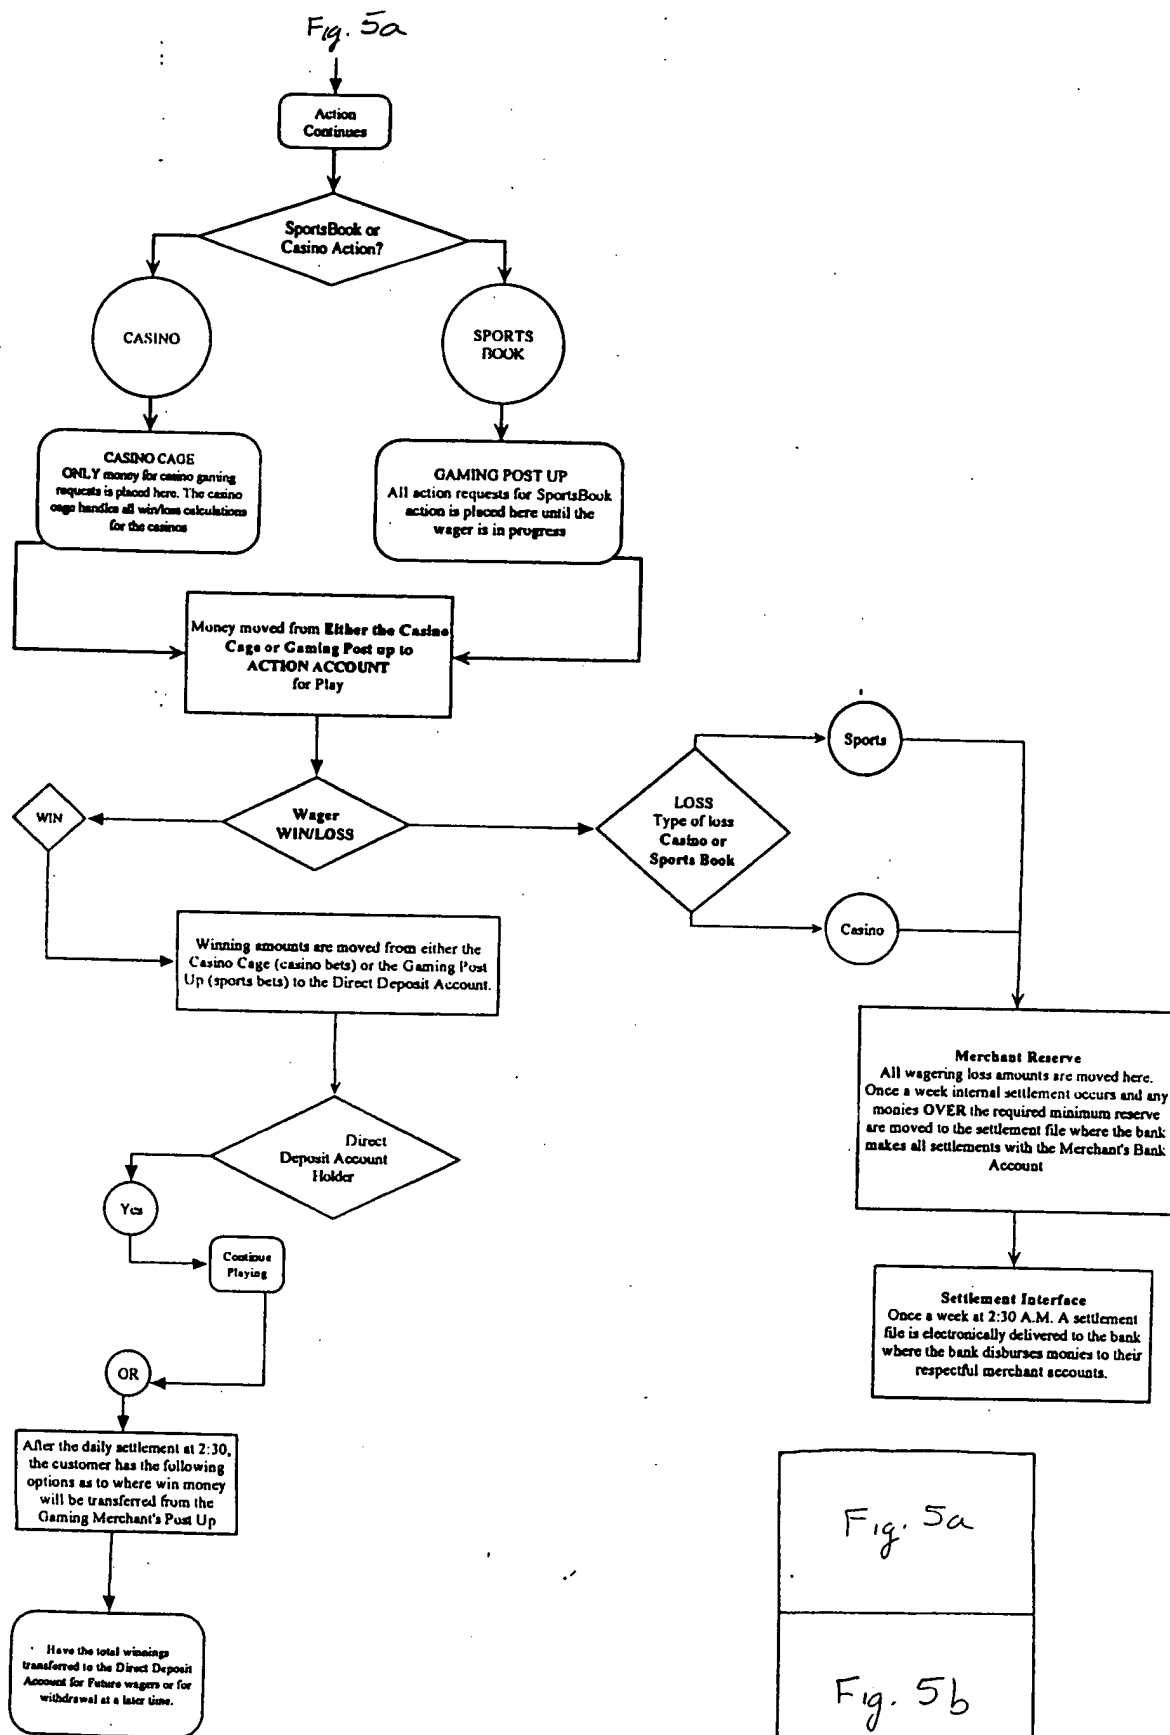 Fig. 5a
Action
Continues
SportsBook or
Casino Action?
CASINO
SPORTS
BOOK
CASINO CAGE
ONLY money for casino gaming
requests is placed here. The casino
cage handles all win/loss calculations
for the casinos
GAMING POST UP
All action requests for SportsBook
action is placed here until the
wager is in progress
Money moved from Either the Casino
Cage or Gaming Post up to
ACTION ACCOUNT
for Play
Sports
WIN
Wager
WIN/LOSS
LOSS
Type of loss
Casino or
Sports Book
Casino
Winning amounts are moved from either the
Casino Cage (casino bets) or the Gaming Post
Up (sports bets) to the Direct Deposit Account.
Merchant Reserve
All wagering loss amounts are moved here.
Once a week internal settlement occurs and any
monies OVER the required minimum reserve
are moved to the settlement file where the bank
makes all settlements with the Merchant's Bank
Account
Direct
Deposit Account
Holder
Yes
Continue
Playing
Settlement Interface
Once a week at 2:30 A.M. A settlement
file is electronically delivered to the bank
where the bank disburses monies to their
respectful merchant accounts.
OR
After the daily settlement at 2:30,
the customer has the following
options as to where win money
will be transferred from the
Gaming Merchant's Post Up
Have the total winnings
transferred to the Direct Deposit
Account for Future wagers or for
withdrawal at a later time.
Fig. 5a
Fig. 5b